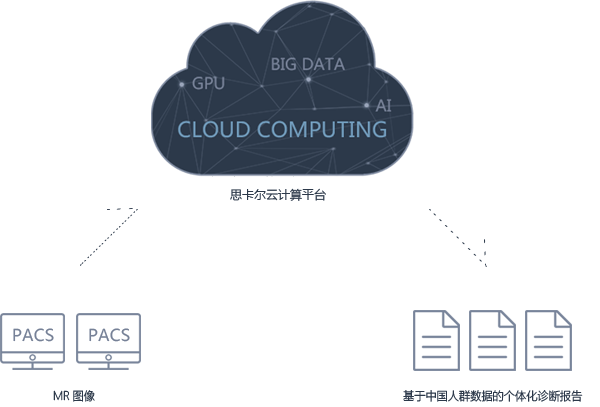 BIG DATA
GPU
AI
CLOUD COMPUTING
思卡尔云计算平台
PACS PACS
MR 图像
基于中国人群数据的个体化诊断报告